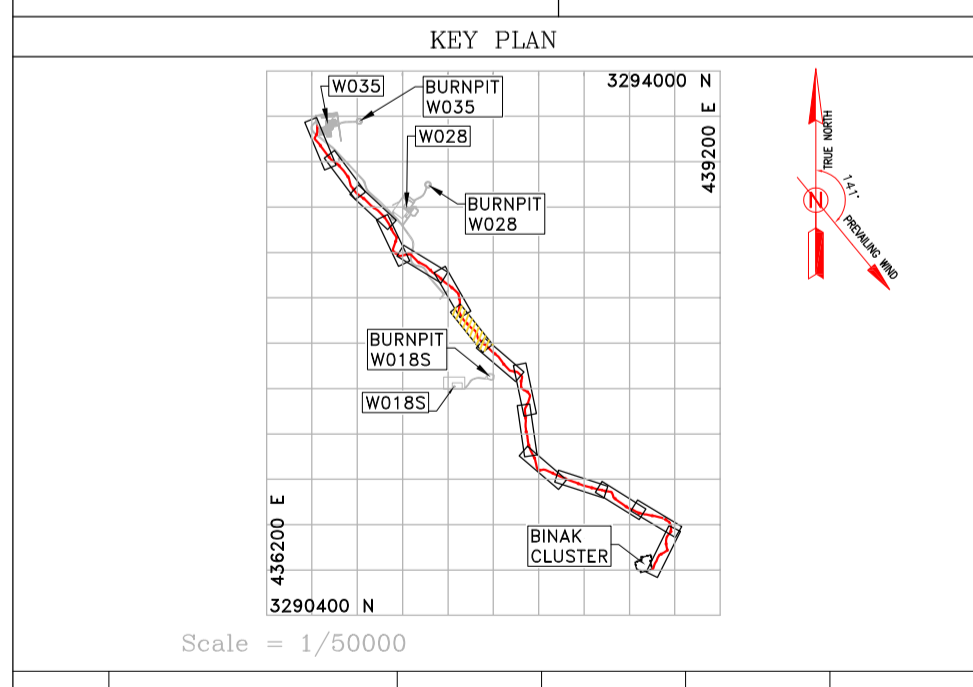 KEY PLAN
3294000 N
439200 E
W035
BURNPIT
W035
W028
BURNPIT
W028
BURNPIT
W018S
W018S
BINAK
CLUSTER
436200 E
3290400 N
TRUE NORTH
N
141°
PREVAILING WIND
Scale = 1/50000